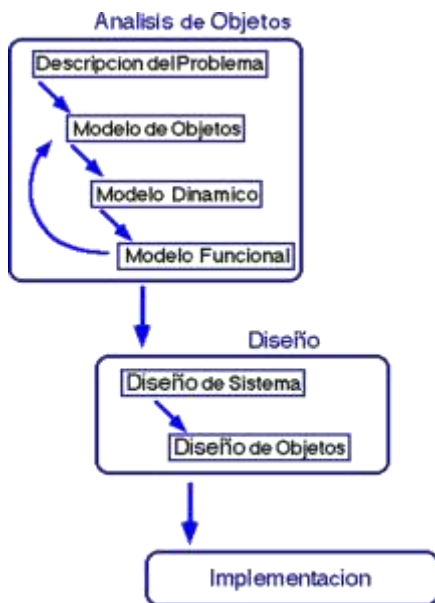 Analisis de Objetos
Descripcion del Problema
Modelo de Objetos
Modelo Dinamico
Modelo Funcional
Diseño
Diseño de Sistema
Diseño de Objetos
Implementacion